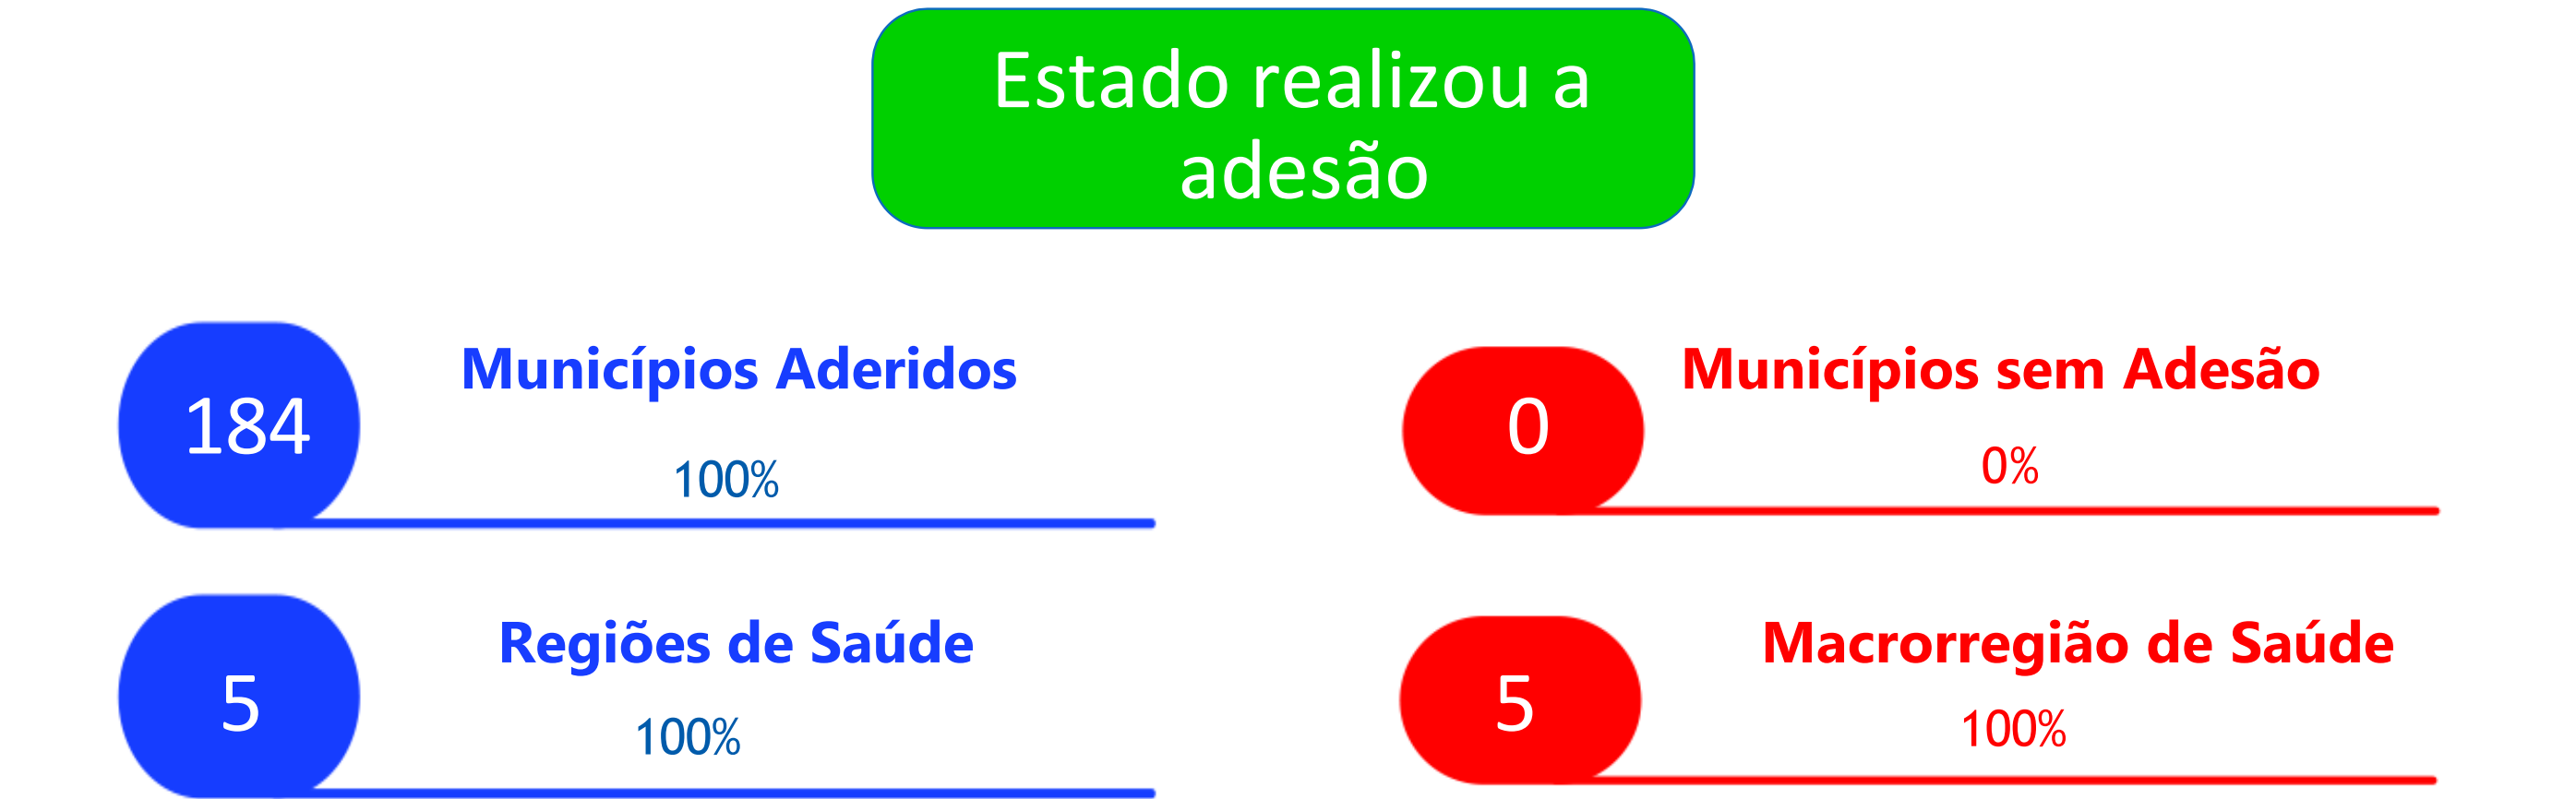 Estado realizou a
adesão
184
Municípios Aderidos
100%
0
Municípios sem Adesão
0%
5
Regiões de Saúde
100%
5
Macrorregião de Saúde
100%